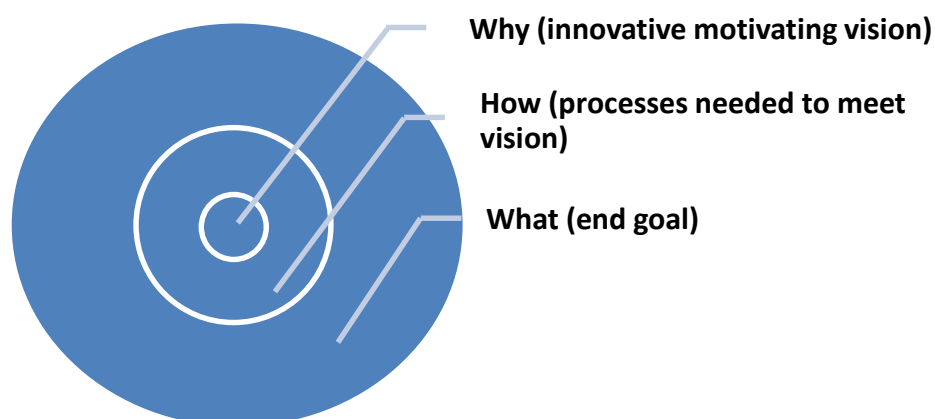 Why (innovative motivating vision)
How (processes needed to meet
vision)
What (end goal)